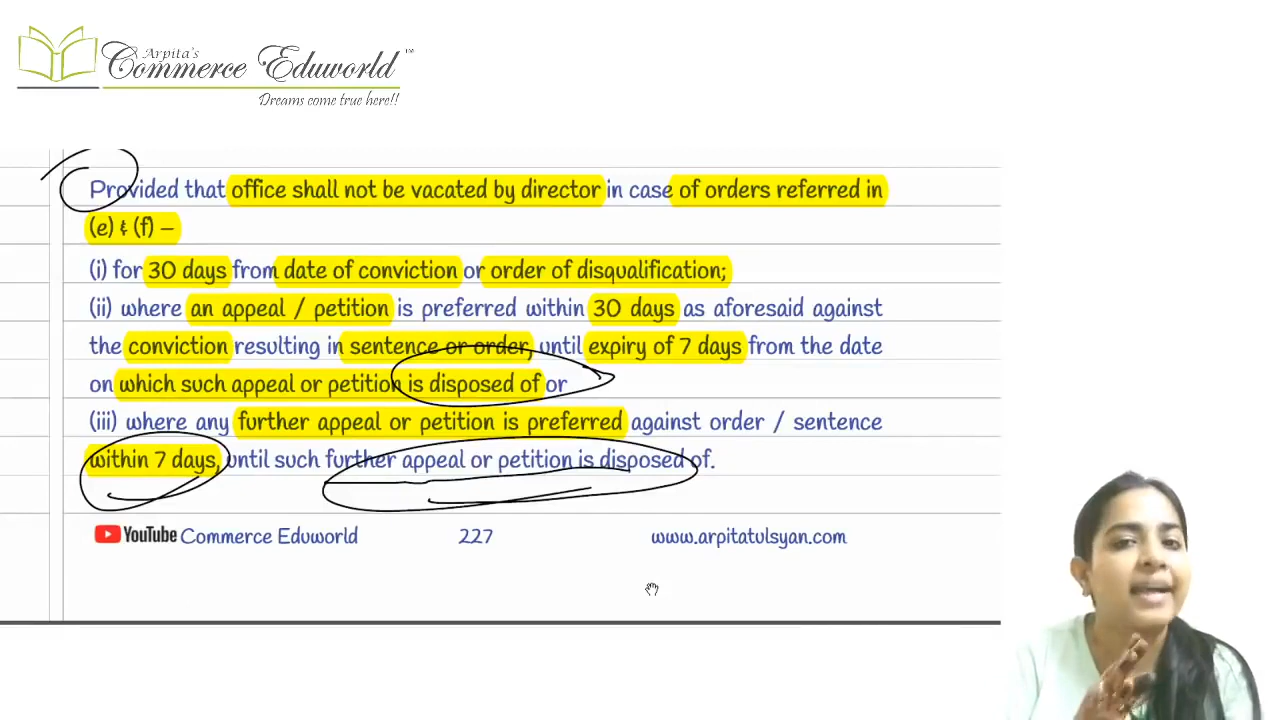 Arpita's
Commerce Eduworld™
Dreams come true here!!
Provided that office shall not be vacated by director in case of orders referred in
(e) & (f) –
(i) for 30 days from date of conviction or order of disqualification;
(ii) where an appeal / petition is preferred within 30 days as aforesaid against
the conviction resulting in sentence or order, until expiry of 7 days from the date
on which such appeal or petition is disposed of or
(iii) where any further appeal or petition is preferred against order / sentence
within 7 days, until such further appeal or petition is disposed of.
YouTube Commerce Eduworld 227 www.arpitatulsyan.com